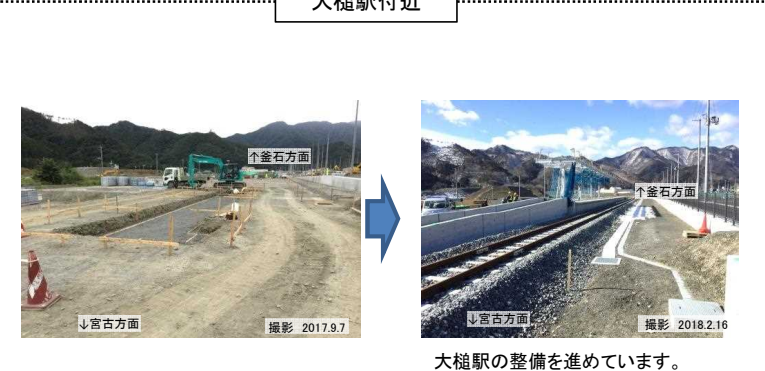 大槌駅付近
↑釜石方面
↓宮古方面
撮影 2017.9.7
↑釜石方面
↓宮古方面
撮影 2018.2.16
大槌駅の整備を進めています。